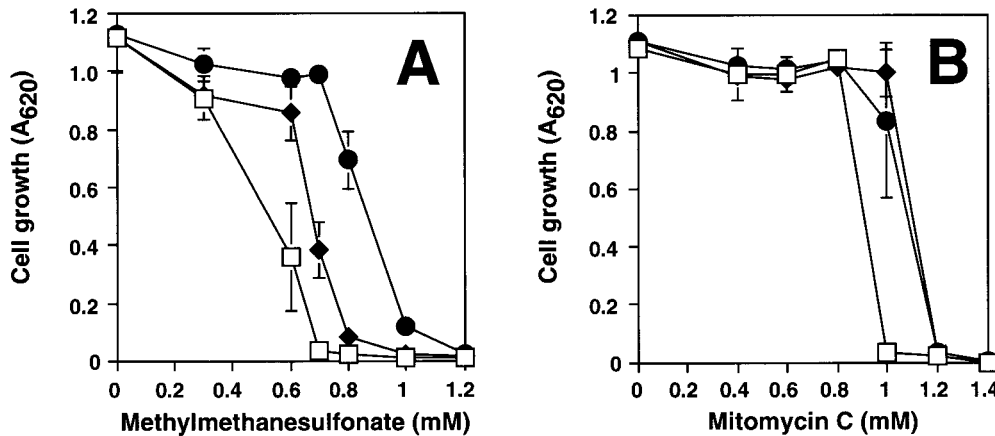 A
Cell growth (A620)
1.2
1.0
0.8
0.6
0.4
0.2
0
0 0.2 0.4 0.6 0.8 1 1.2
Methylmethanesulfonate (mM)
B
Cell growth (A620)
1.2
1
0.8
0.6
0.4
0.2
0
0 0.2 0.4 0.6 0.8 1 1.2 1.4
Mitomycin C (mM)